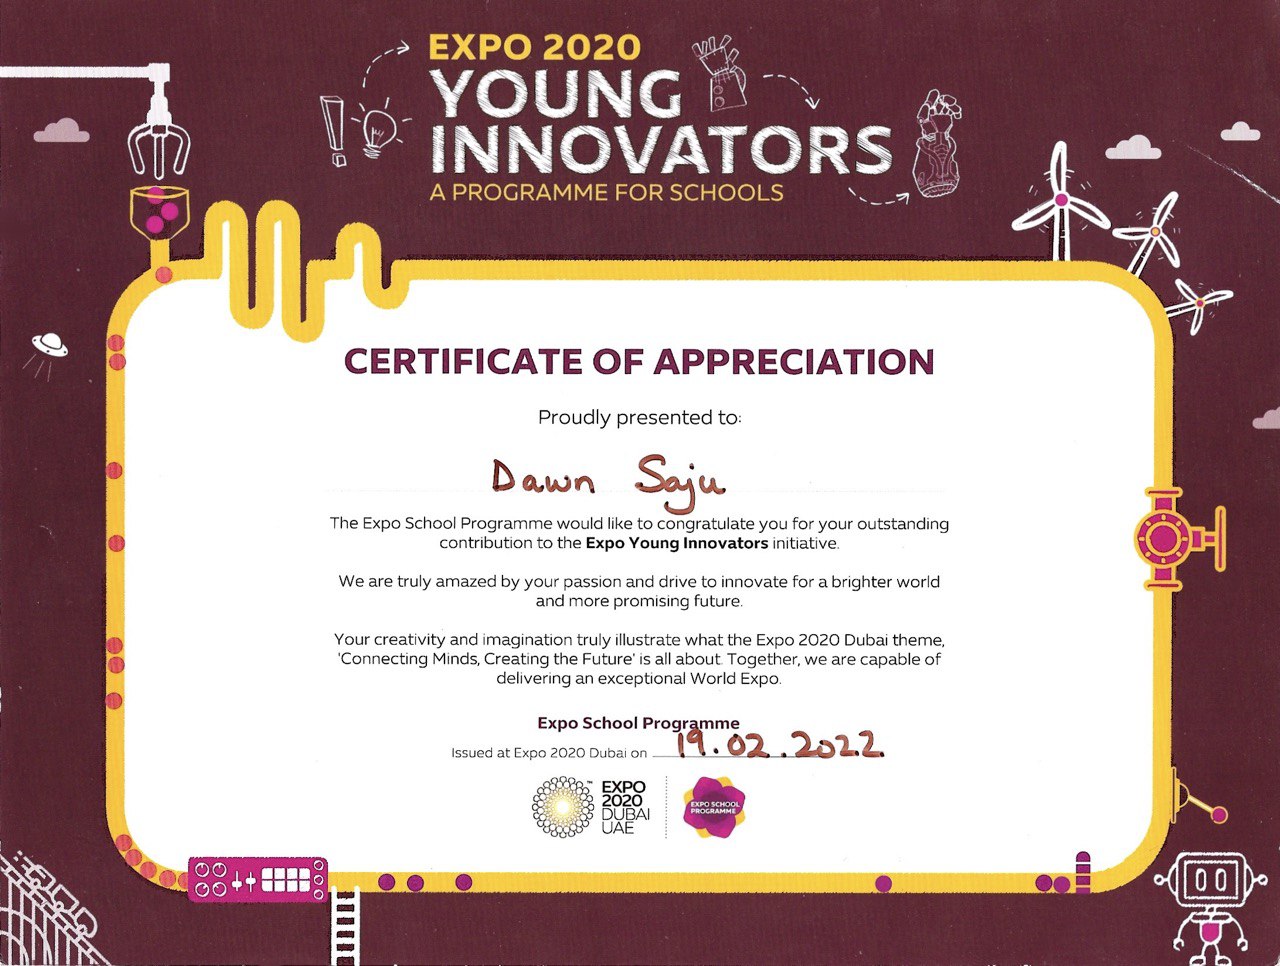 EXPO 2020
YOUNG
INNOVATORS
A PROGRAMME FOR SCHOOLS
CERTIFICATE OF APPRECIATION
Proudly presented to:
Dawn Saju
The Expo School Programme would like to congratulate you for your outstanding
contribution to the Expo Young Innovators initiative.
We are truly amazed by your passion and drive to innovate for a brighter world
and more promising future.
Your creativity and imagination truly illustrate what the Expo 2020 Dubai theme,
'Connecting Minds, Creating the Future' is all about. Together, we are capable of
delivering an exceptional World Expo.
Expo School Programme
Issued at Expo 2020 Dubai on 19.02.2022
EXPO
2020
DUBAI
UAE
™
EXPO SCHOOL
PROGRAMME